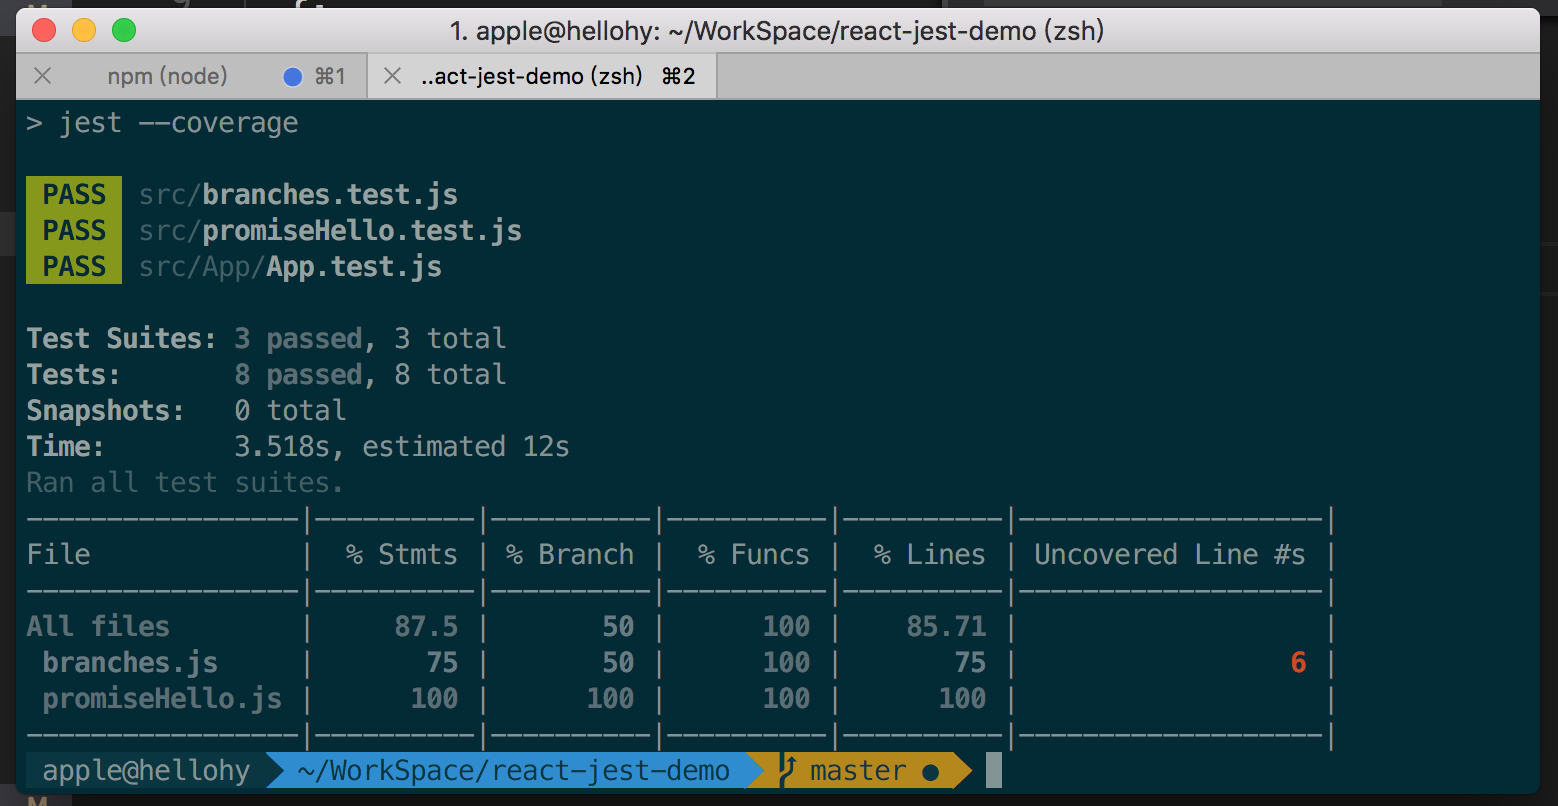 1. apple@hellohy: ~/WorkSpace/react-jest-demo (zsh)
npm (node) ⌘1 ..act-jest-demo (zsh) ⌘2
> jest --coverage
PASS src/branches.test.js
PASS src/promiseHello.test.js
PASS src/App/App.test.js
Test Suites: 3 passed, 3 total
Tests: 8 passed, 8 total
Snapshots: 0 total
Time: 3.518s, estimated 12s
Ran all test suites.
-----------------|----------|----------|----------|----------|-------------------|
File | % Stmts | % Branch | % Funcs | % Lines | Uncovered Line #s |
-----------------|----------|----------|----------|----------|-------------------|
All files | 87.5 | 50 | 100 | 85.71 | |
branches.js | 75 | 50 | 100 | 75 | 6 |
promiseHello.js | 100 | 100 | 100 | 100 | |
-----------------|----------|----------|----------|----------|-------------------|
apple@hellohy ~/WorkSpace/react-jest-demo master ●